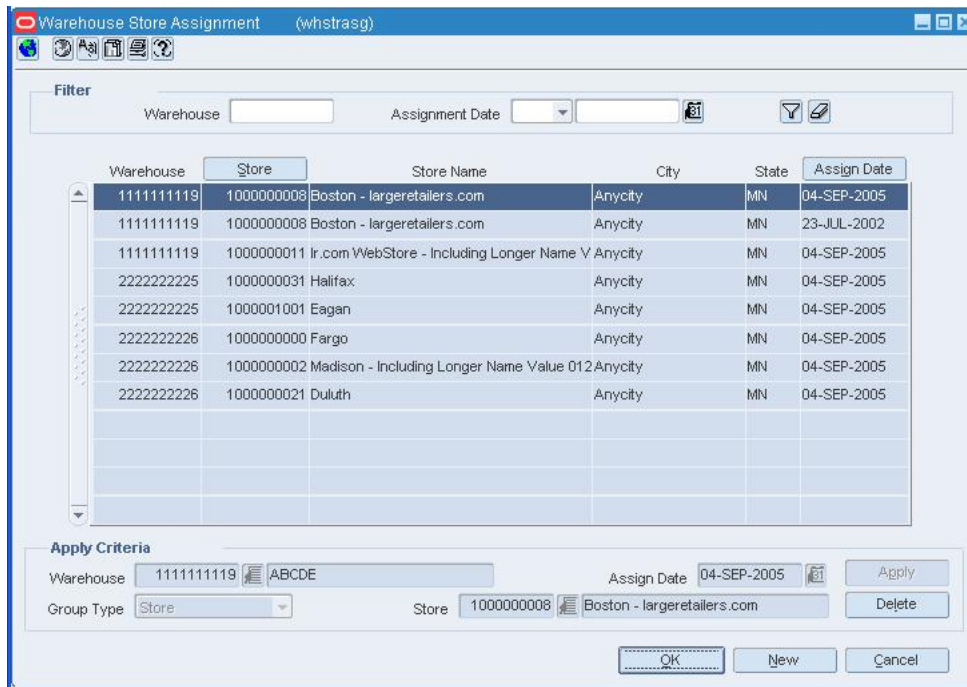 Warehouse Store Assignment (whstrasg)
Filter
Warehouse Assignment Date
Warehouse Store Store Name City State Assign Date
1111111119 1000000008 Boston - largeretailers.com Anycity MN 04-SEP-2005
1111111119 1000000008 Boston - largeretailers.com Anycity MN 23-JUL-2002
1111111119 1000000011 lr.com WebStore - Including Longer Name V Anycity MN 04-SEP-2005
2222222225 1000000031 Halifax Anycity MN 04-SEP-2005
2222222225 1000001001 Eagan Anycity MN 04-SEP-2005
2222222226 1000000000 Fargo Anycity MN 04-SEP-2005
2222222226 1000000002 Madison - Including Longer Name Value 012 Anycity MN 04-SEP-2005
2222222226 1000000021 Duluth Anycity MN 04-SEP-2005
Apply Criteria
Warehouse 1111111119 ABCDE Assign Date 04-SEP-2005 31 Apply
Group Type Store Store 1000000008 Boston - largeretailers.com Delete
OK New Cancel